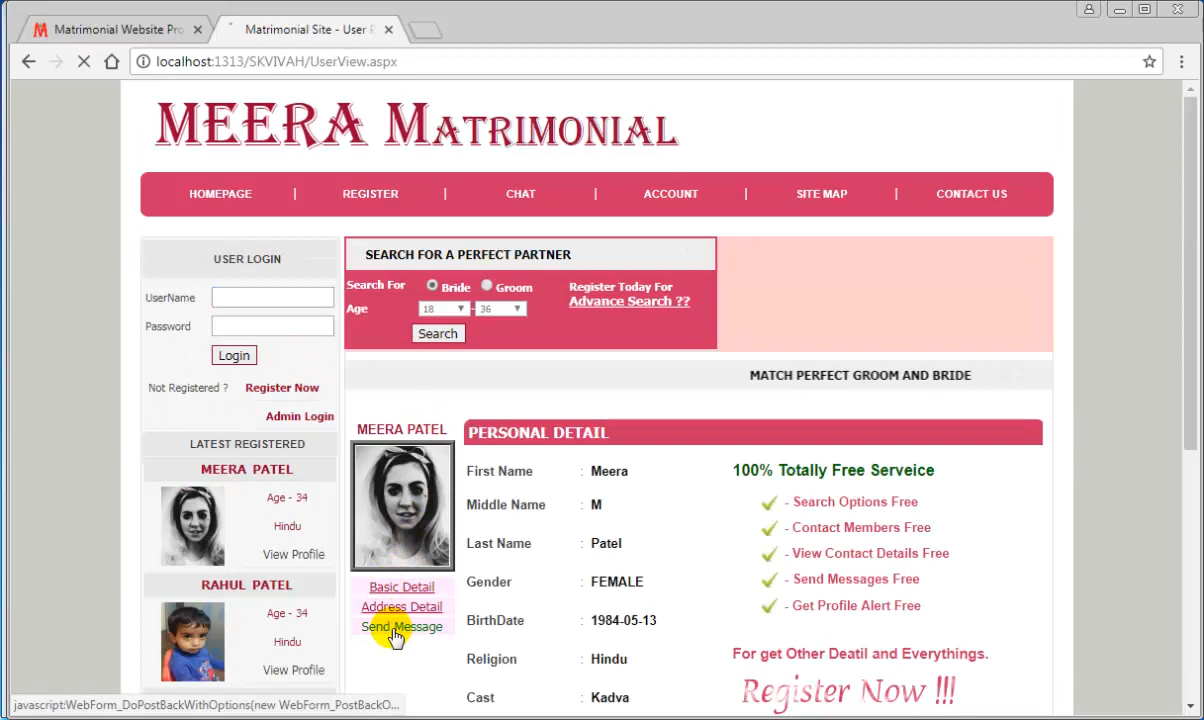 Matrimonial Website Pro
Matrimonial Site - User P
localhost:1313/SKVIVAH/UserView.aspx
MEERA MATRIMONIAL
HOMEPAGE | REGISTER | CHAT | ACCOUNT | SITE MAP | CONTACT US
USER LOGIN
UserName
Password
Login
Not Registered ? Register Now
Admin Login
LATEST REGISTERED
MEERA PATEL
Age - 34
Hindu
View Profile
RAHUL PATEL
Age - 34
Hindu
View Profile
SEARCH FOR A PERFECT PARTNER
Search For Bride Groom
Age 18 - 36
Search
Register Today For
Advance Search ??
MATCH PERFECT GROOM AND BRIDE
MEERA PATEL
Basic Detail
Address Detail
Send Message
PERSONAL DETAIL
First Name : Meera
Middle Name : M
Last Name : Patel
Gender : FEMALE
BirthDate : 1984-05-13
Religion : Hindu
Cast : Kadva
100% Totally Free Serveice
- Search Options Free
- Contact Members Free
- View Contact Details Free
- Send Messages Free
- Get Profile Alert Free
For get Other Deatil and Everythings.
Register Now !!!
javascript:WebForm_DoPostBackWithOptions(new WebForm_PostBackO...